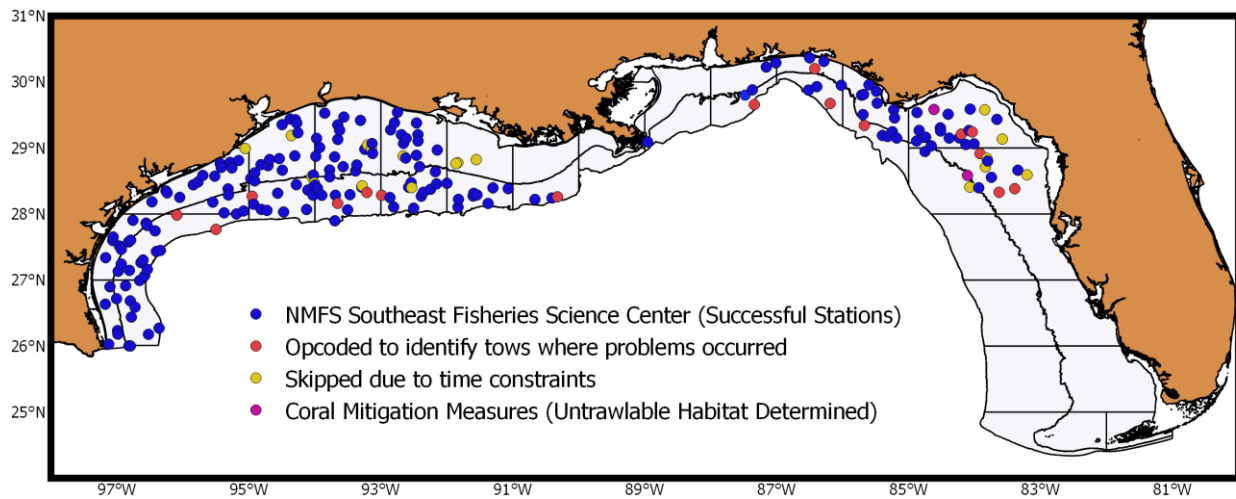 31°N
30°N
29°N
28°N
27°N
26°N
25°N
NMFS Southeast Fisheries Science Center (Successful Stations)
Opcoded to identify tows where problems occurred
Skipped due to time constraints
Coral Mitigation Measures (Untrawlable Habitat Determined)
97°W 95°W 93°W 91°W 89°W 87°W 85°W 83°W 81°W